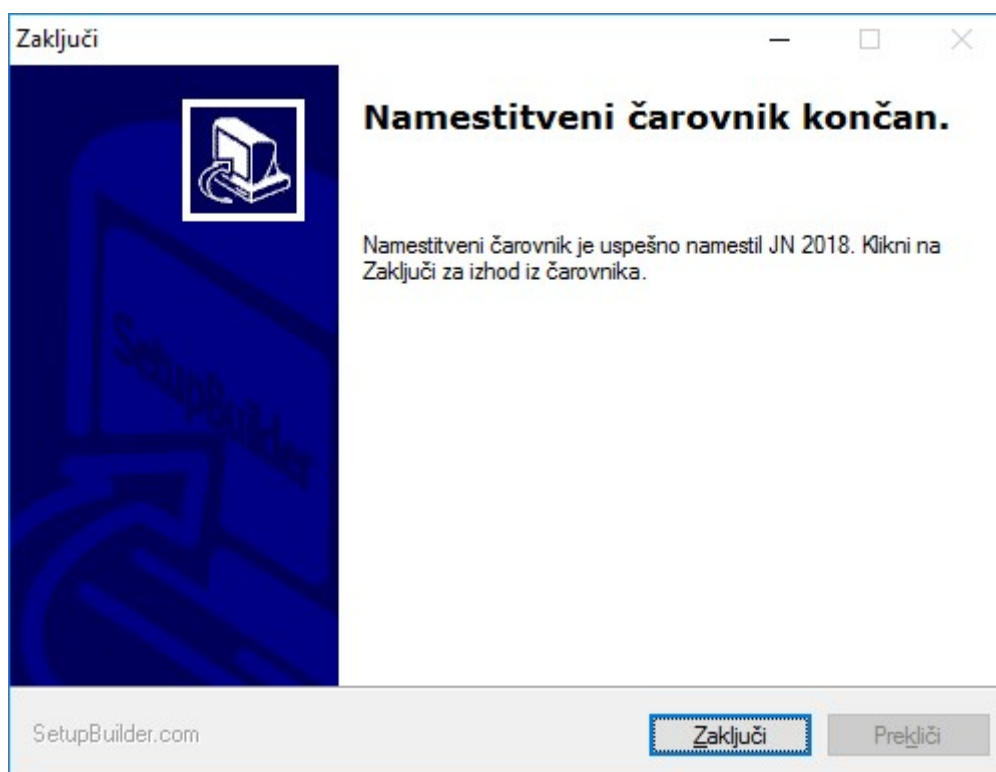 Zaključi
Namestitveni čarovnik končan.
Namestitveni čarovnik je uspešno namestil JN 2018. Klikni na
Zaključi za izhod iz čarovnika.
SetupBuilder
SetupBuilder.com
Zaključi
Prekliči